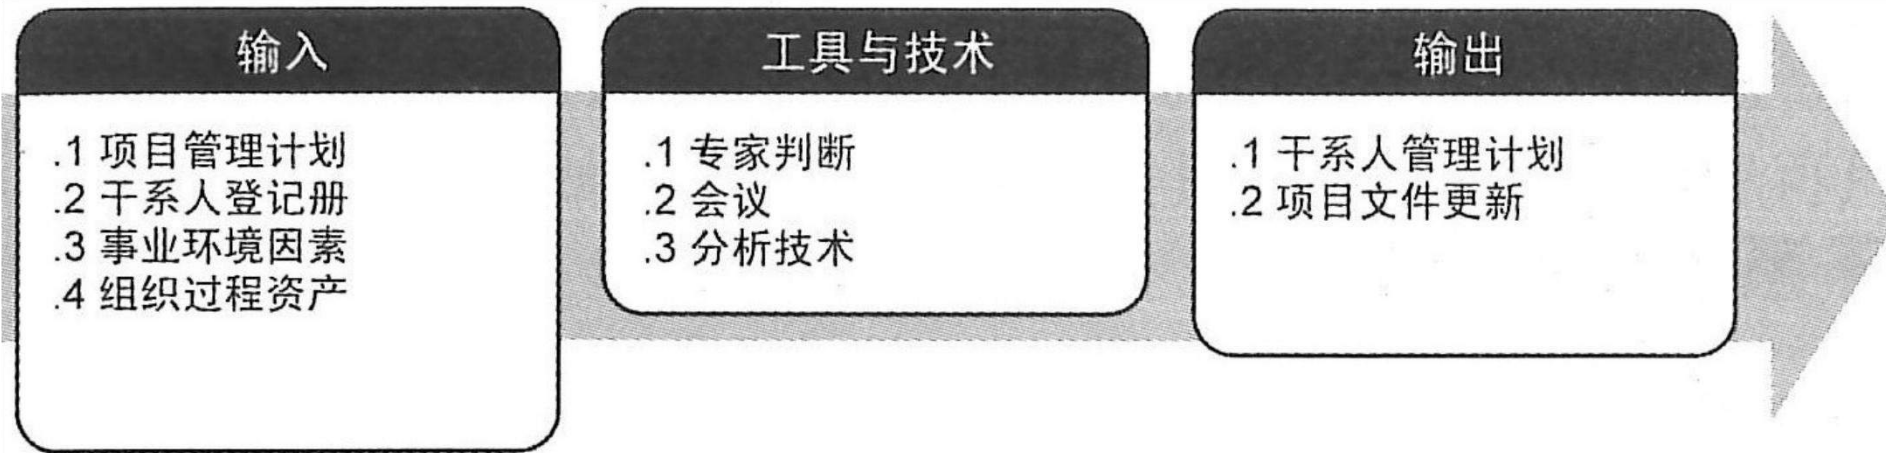 输入
.1 项目管理计划
.2 干系人登记册
.3 事业环境因素
.4 组织过程资产
工具与技术
.1 专家判断
.2 会议
.3 分析技术
输出
.1 干系人管理计划
.2 项目文件更新